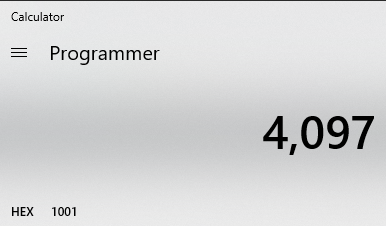 Calculator
Programmer
4,097
HEX 1001